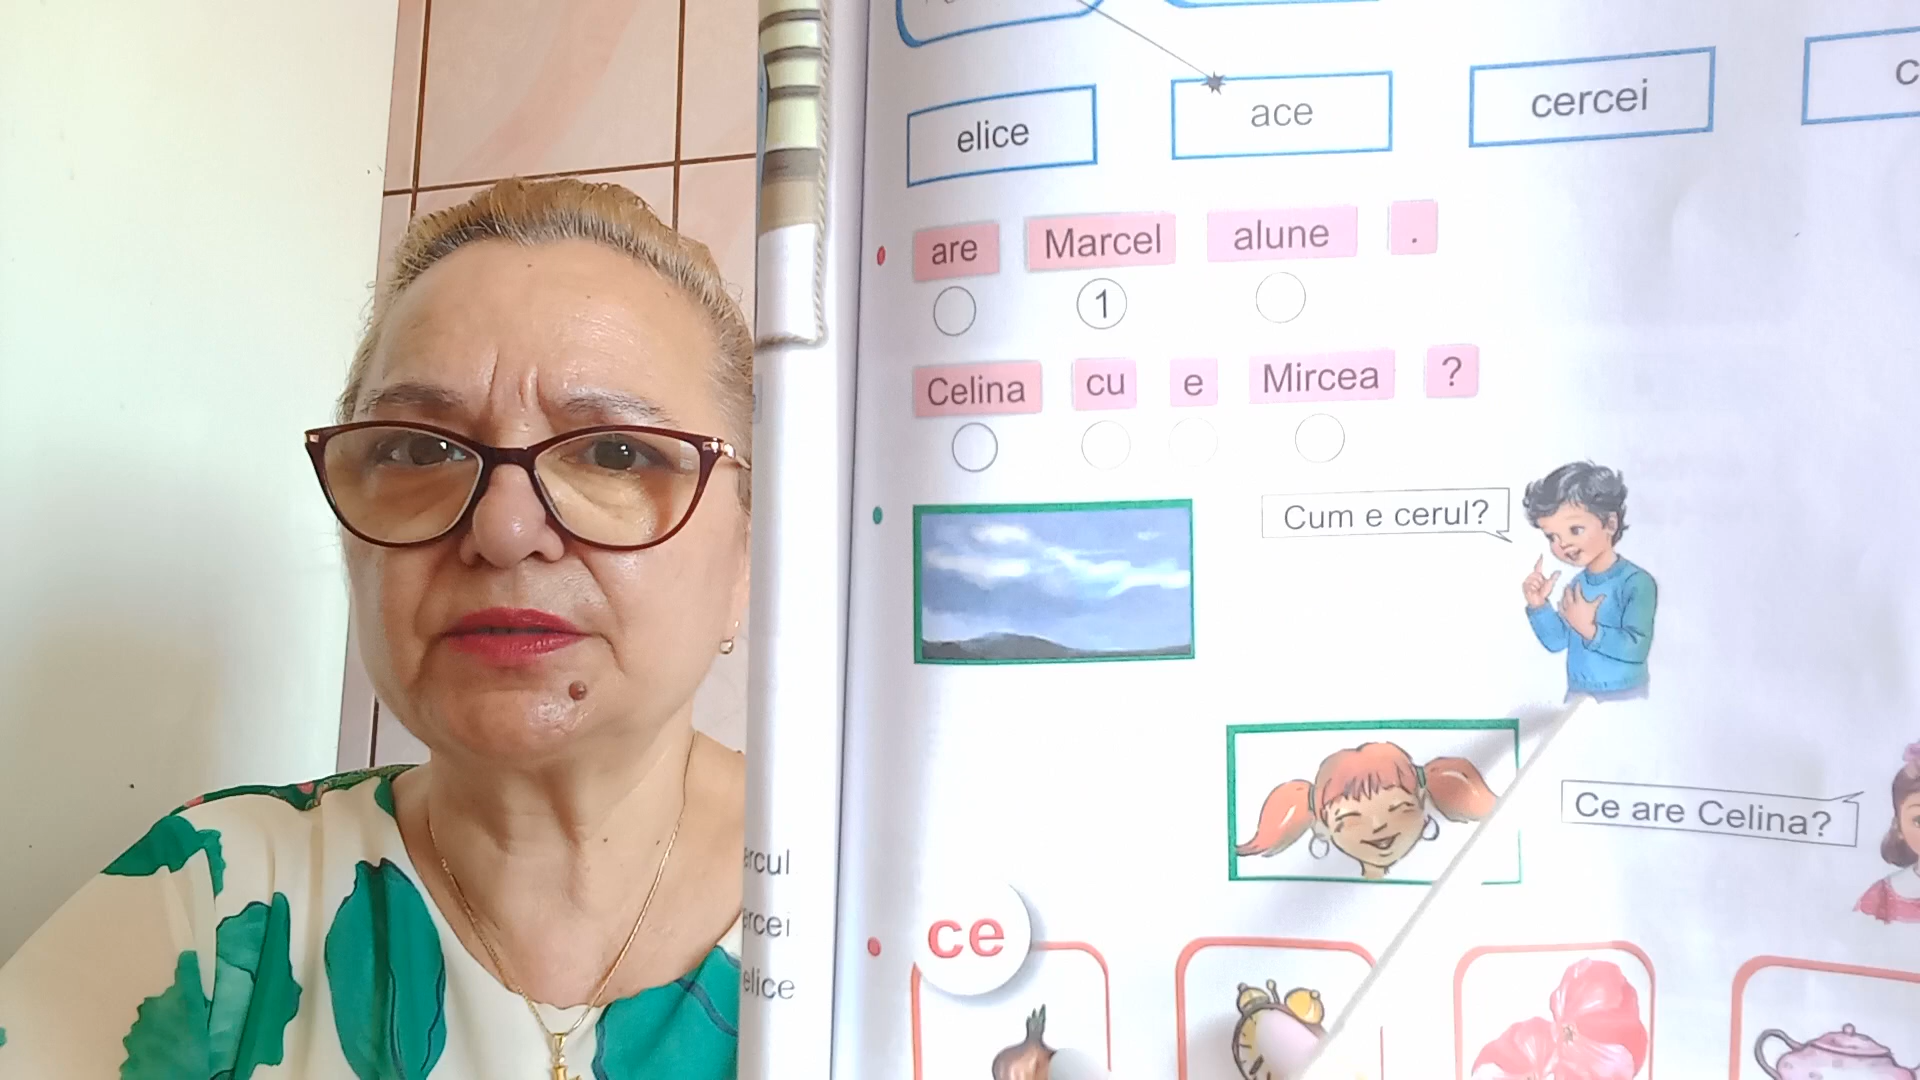 elice ace cercei
are Marcel alune .
1
Celina cu e Mircea ?
Cum e cerul?
Ce are Celina?
ce